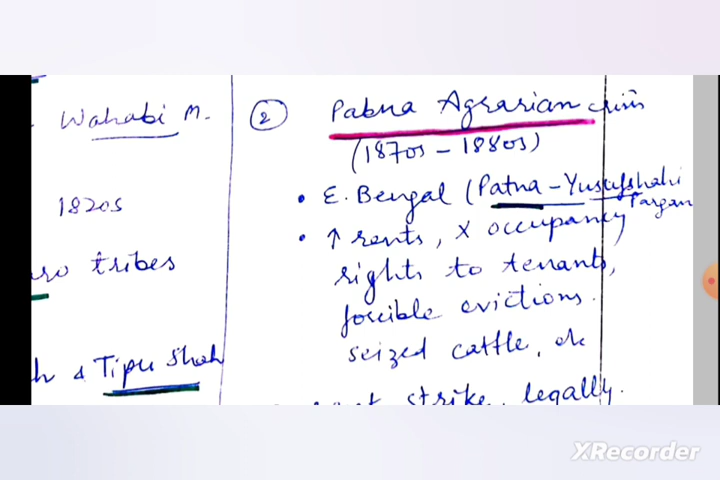 Wahabi M.
1820s
tribes
& Tipu Shah
② Pabna Agrarian crisis
(1870s - 1880s)
• E. Bengal (Patna - Yusufshahi
Pargan
• ↑ rents, X occupancy
rights to tenants,
forcible evictions.
seized cattle, etc
strike, legally.
XRecorder